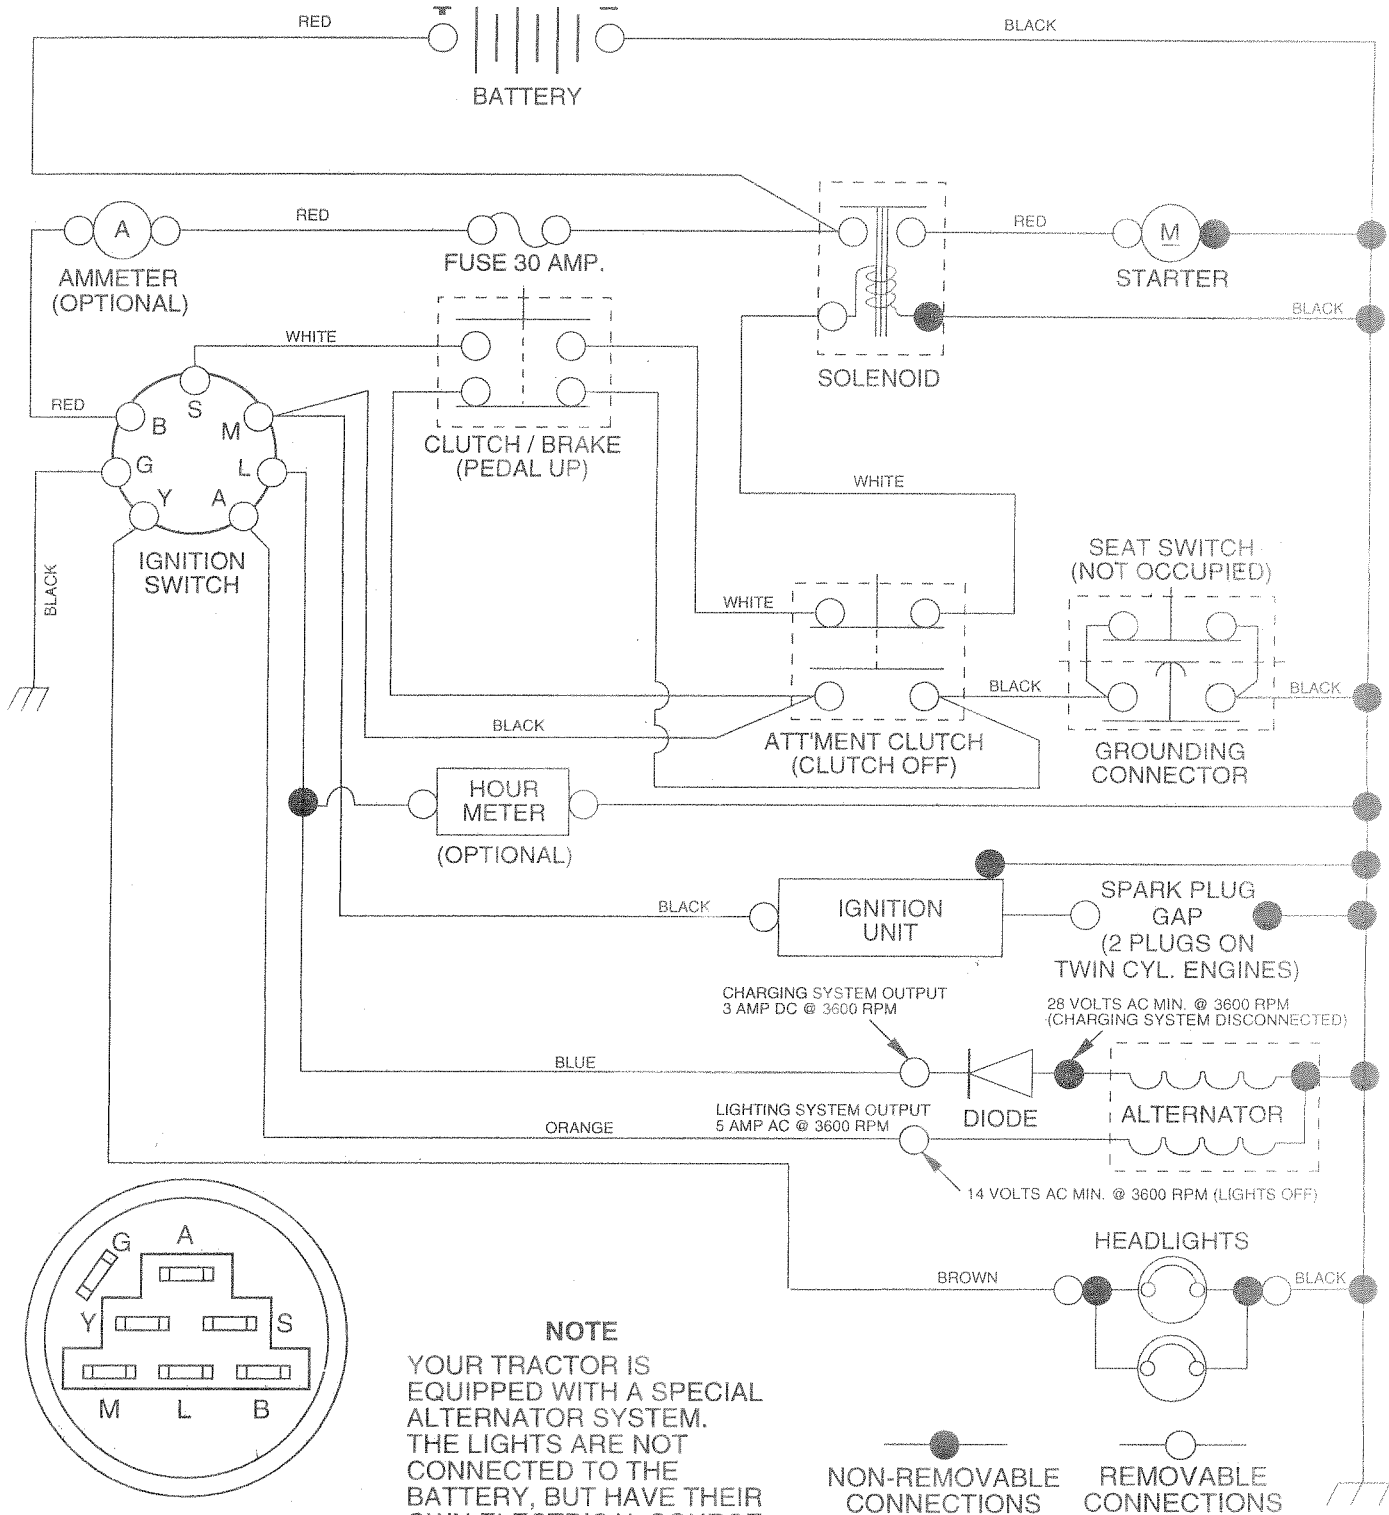 RED
BLACK
BATTERY
RED
RED
A
M
FUSE 30 AMP.
AMMETER
(OPTIONAL)
STARTER
BLACK
WHITE
SOLENOID
RED
S
B
M
CLUTCH / BRAKE
(PEDAL UP)
G
L
Y
A
WHITE
IGNITION
SWITCH
BLACK
SEAT SWITCH
(NOT OCCUPIED)
WHITE
BLACK
BLACK
BLACK
ATT'MENT CLUTCH
(CLUTCH OFF)
GROUNDING
CONNECTOR
HOUR
METER
(OPTIONAL)
BLACK
IGNITION
UNIT
SPARK PLUG
GAP
(2 PLUGS ON
TWIN CYL. ENGINES)
CHARGING SYSTEM OUTPUT
3 AMP DC @ 3600 RPM
28 VOLTS AC MIN. @ 3600 RPM
(CHARGING SYSTEM DISCONNECTED)
BLUE
DIODE
ALTERNATOR
LIGHTING SYSTEM OUTPUT
5 AMP AC @ 3600 RPM
ORANGE
14 VOLTS AC MIN. @ 3600 RPM (LIGHTS OFF)
HEADLIGHTS
BROWN
BLACK
G
A
Y
S
M
L
B
NOTE
YOUR TRACTOR IS
EQUIPPED WITH A SPECIAL
ALTERNATOR SYSTEM.
THE LIGHTS ARE NOT
CONNECTED TO THE
BATTERY, BUT HAVE THEIR
NON-REMOVABLE
CONNECTIONS
REMOVABLE
CONNECTIONS